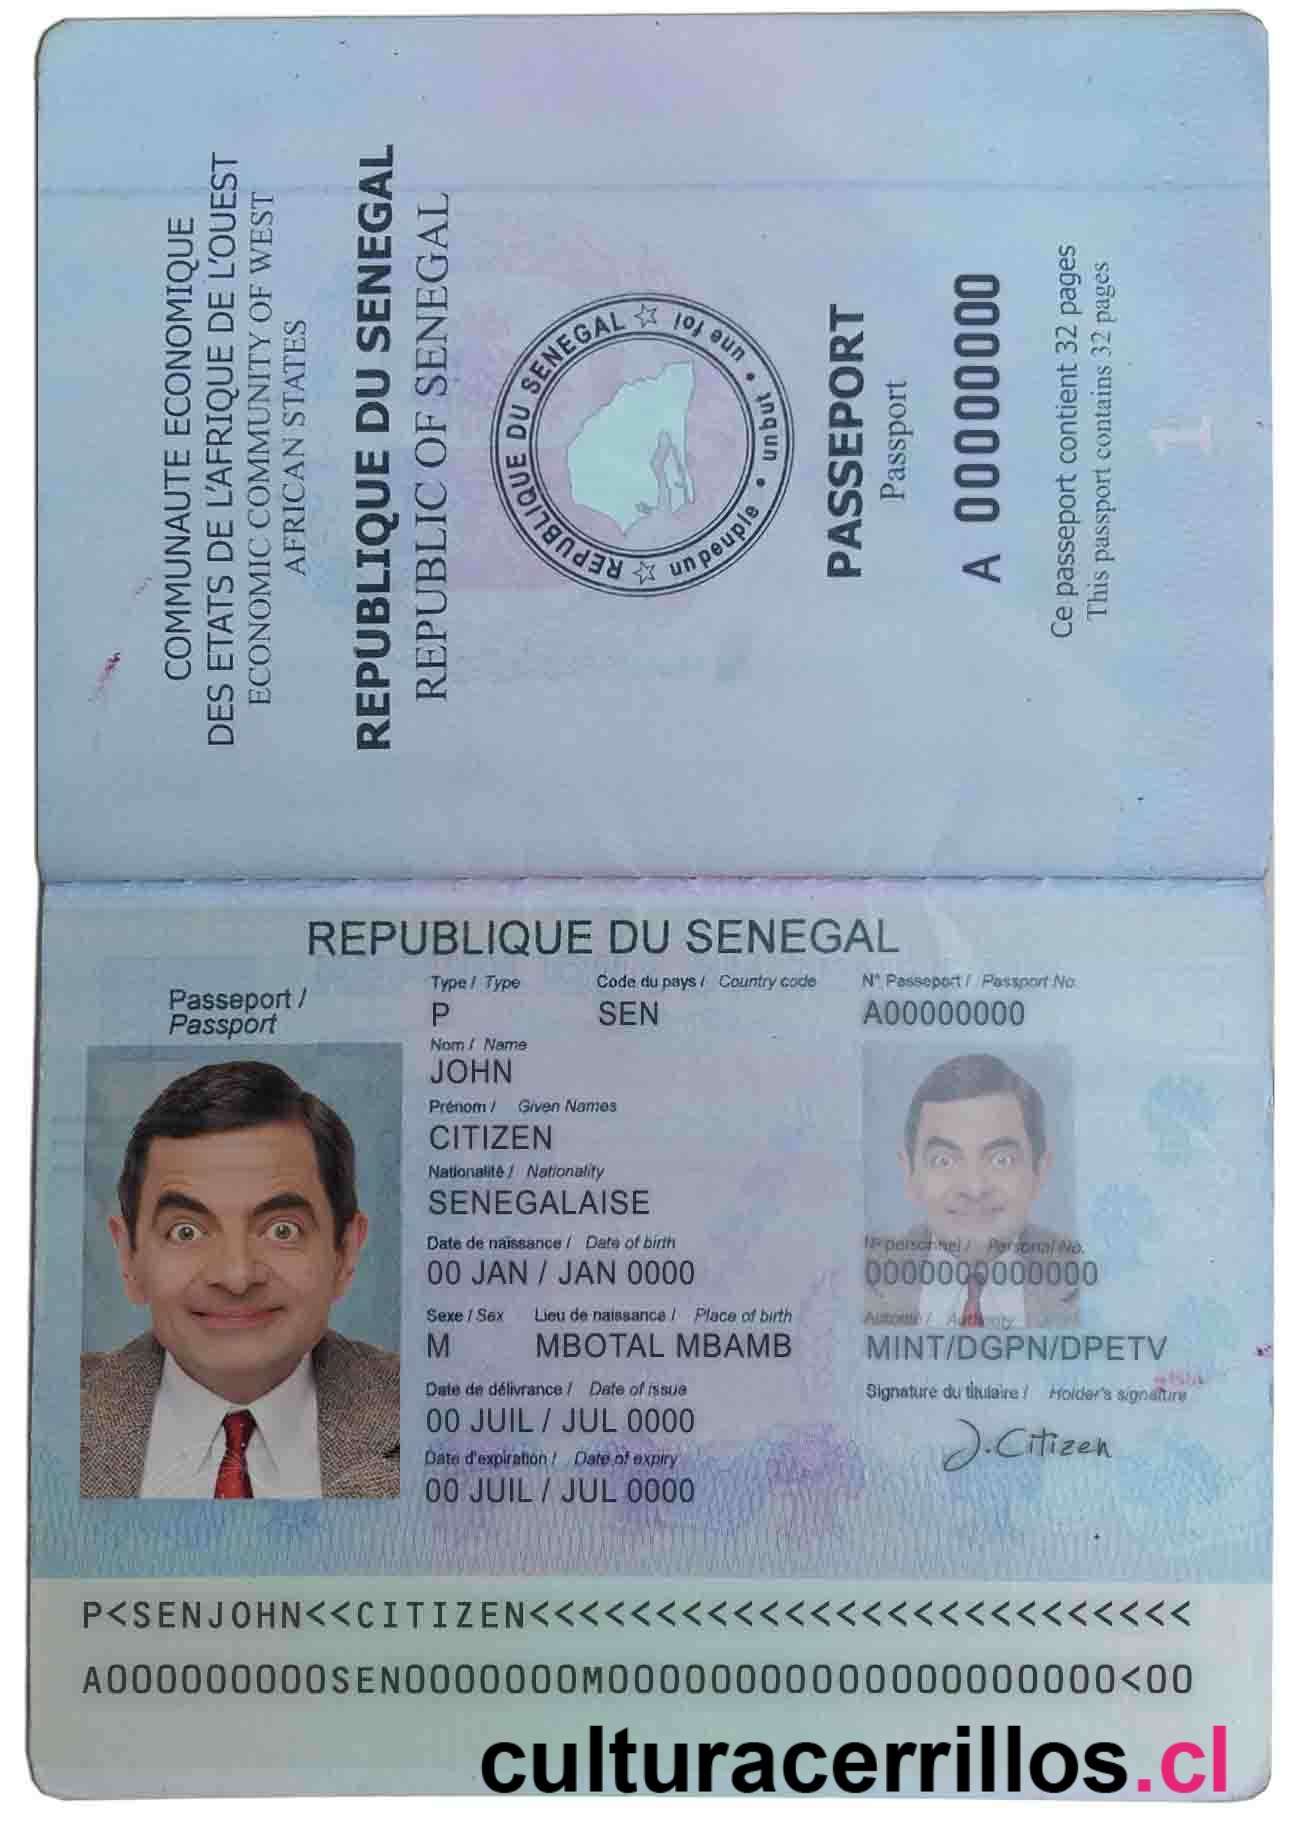 COMMUNAUTE ECONOMIQUE
DES ETATS DE L'AFRIQUE DE L'OUEST
ECONOMIC COMMUNITY OF WEST
AFRICAN STATES
REPUBLIQUE DU SENEGAL
REPUBLIC OF SENEGAL
REPUBLIQUE DU SENEGAL
un peuple • un but • une foi
PASSEPORT
Passport
A 00000000
Ce passeport contient 32 pages
This passport contains 32 pages
1
REPUBLIQUE DU SENEGAL
Passeport /
Passport
Type / Type Code du pays / Country code N° Passeport / Passport No.
P SEN A00000000
Nom / Name
JOHN
Prénom / Given Names
CITIZEN
Nationalité / Nationality
SENEGALAISE
Date de naissance / Date of birth N° personnel / Personal No.
00 JAN / JAN 0000 0000000000000
Sexe / Sex Lieu de naissance / Place of birth Autorité / Authority
M MBOTAL MBAMB MINT/DGPN/DPETV
Date de délivrance / Date of issue Signature du titulaire / Holder's signature
00 JUIL / JUL 0000 J.Citizen
Date d'expiration / Date of expiry
00 JUIL / JUL 0000
P<SENJOHN<<CITIZEN<<<<<<<<<<<<<<<<<<<<<<<<<<
A000000000SEN0000000M000000000000000000000<00
culturacerrillos.cl